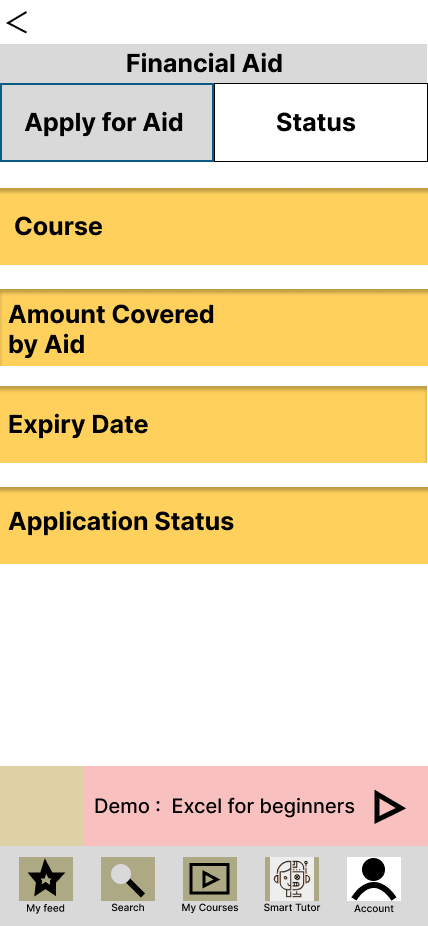 Financial Aid
Apply for Aid
Status
Course
Amount Covered
by Aid
Expiry Date
Application Status
Demo : Excel for beginners
My feed
Search
My Courses
Smart Tutor
Account